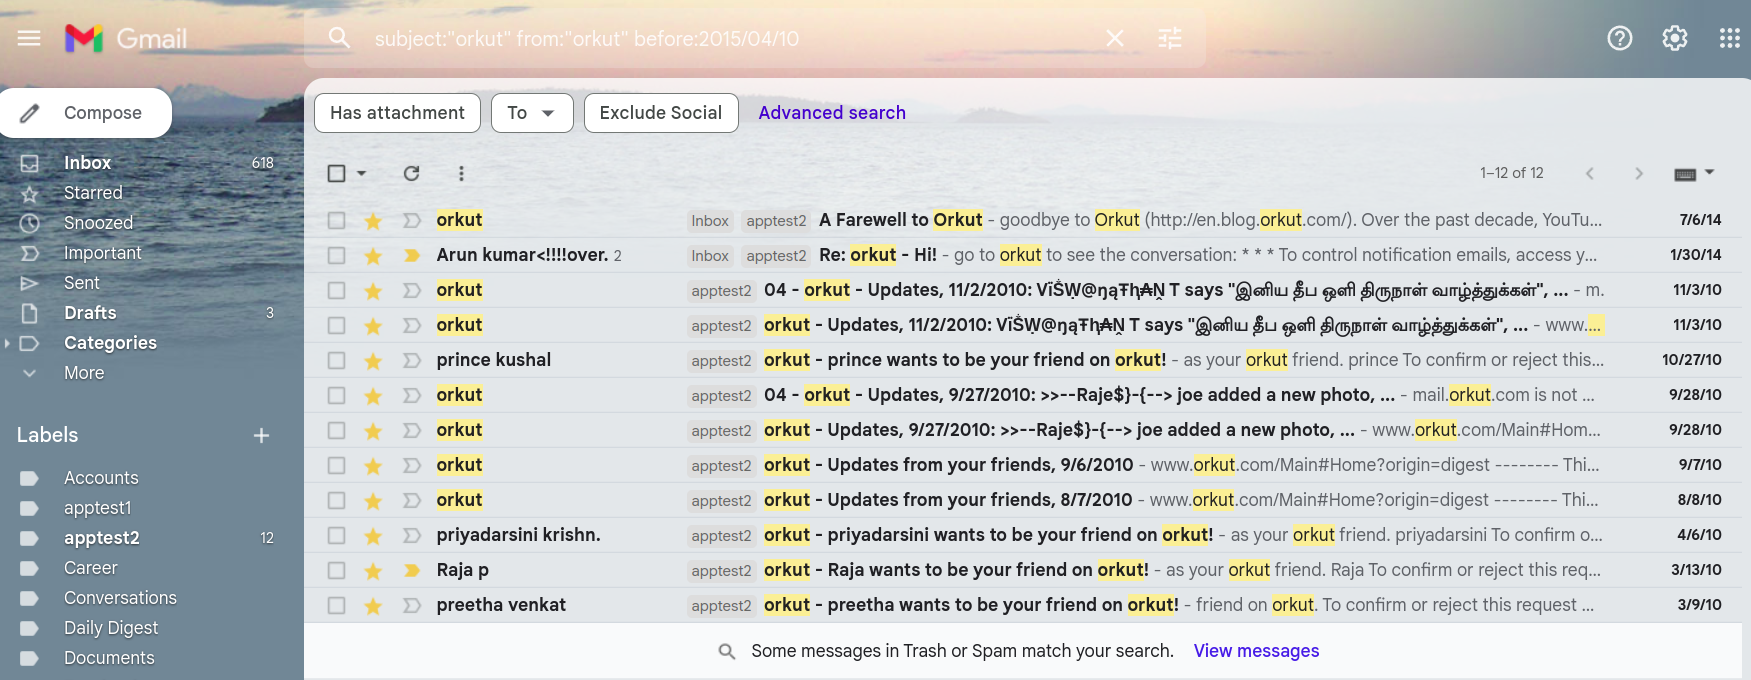 Gmail
subject:"orkut" from:"orkut" before:2015/04/10
Compose
Has attachment To Exclude Social Advanced search
Inbox 618
Starred
Snoozed
Important
Sent
Drafts 3
Categories
More
Labels
Accounts
apptest1
apptest2 12
Career
Conversations
Daily Digest
Documents
1–12 of 12
orkut Inbox apptest2 A Farewell to Orkut - goodbye to Orkut (http://en.blog.orkut.com/). Over the past decade, YouTu... 7/6/14
Arun kumar<!!!!over. 2 Inbox apptest2 Re: orkut - Hi! - go to orkut to see the conversation: * * * To control notification emails, access y... 1/30/14
orkut apptest2 04 - orkut - Updates, 11/2/2010: says "இனிய தீப ஒளி திருநாள் வாழ்த்துக்கள்", ... - m. 11/3/10
orkut apptest2 orkut - Updates, 11/2/2010: says "இனிய தீப ஒளி திருநாள் வாழ்த்துக்கள்", ... - www.... 11/3/10
prince kushal apptest2 orkut - prince wants to be your friend on orkut! - as your orkut friend. prince To confirm or reject this... 10/27/10
orkut apptest2 04 - orkut - Updates, 9/27/2010: >>--Raje$}-{--> joe added a new photo, ... - mail.orkut.com is not ... 9/28/10
orkut apptest2 orkut - Updates, 9/27/2010: >>--Raje$}-{--> joe added a new photo, ... - www.orkut.com/Main#Hom... 9/28/10
orkut apptest2 orkut - Updates from your friends, 9/6/2010 - www.orkut.com/Main#Home?origin=digest -------- Thi... 9/7/10
orkut apptest2 orkut - Updates from your friends, 8/7/2010 - www.orkut.com/Main#Home?origin=digest -------- Thi... 8/8/10
priyadarsini krishn. apptest2 orkut - priyadarsini wants to be your friend on orkut! - as your orkut friend. priyadarsini To confirm o... 4/6/10
Raja p apptest2 orkut - Raja wants to be your friend on orkut! - as your orkut friend. Raja To confirm or reject this req... 3/13/10
preetha venkat apptest2 orkut - preetha wants to be your friend on orkut! - friend on orkut. To confirm or reject this request ... 3/9/10
Some messages in Trash or Spam match your search. View messages